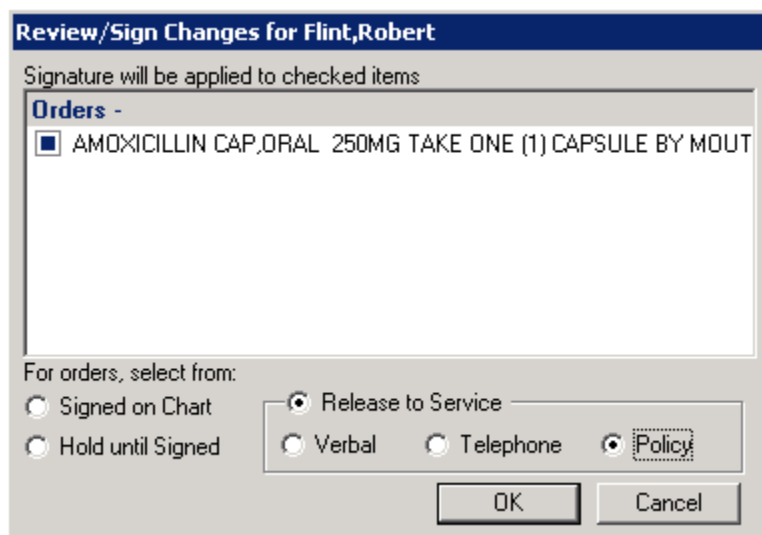 Review/Sign Changes for Flint,Robert
Signature will be applied to checked items
Orders -
AMOXICILLIN CAP,ORAL 250MG TAKE ONE (1) CAPSULE BY MOUT
For orders, select from:
Signed on Chart
Release to Service
Hold until Signed
Verbal Telephone Policy
OK Cancel